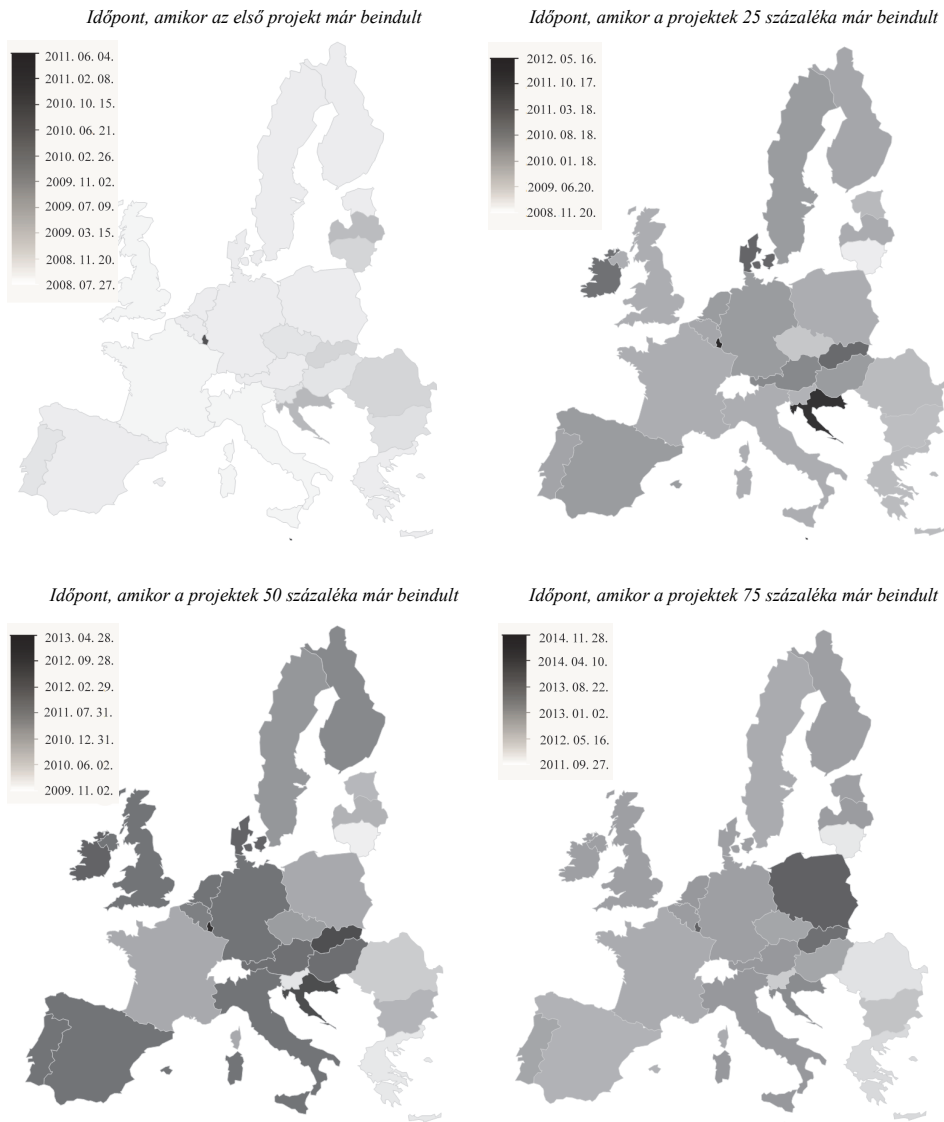 Időpont, amikor az első projekt már beindult
2011. 06. 04.
2011. 02. 08.
2010. 10. 15.
2010. 06. 21.
2010. 02. 26.
2009. 11. 02.
2009. 07. 09.
2009. 03. 15.
2008. 11. 20.
2008. 07. 27.
Időpont, amikor a projektek 25 százaléka már beindult
2012. 05. 16.
2011. 10. 17.
2011. 03. 18.
2010. 08. 18.
2010. 01. 18.
2009. 06.20.
2008. 11. 20.
Időpont, amikor a projektek 50 százaléka már beindult
2013. 04. 28.
2012. 09. 28.
2012. 02. 29.
2011. 07. 31.
2010. 12. 31.
2010. 06. 02.
2009. 11. 02.
Időpont, amikor a projektek 75 százaléka már beindult
2014. 11. 28.
2014. 04. 10.
2013. 08. 22.
2013. 01. 02.
2012. 05. 16.
2011. 09. 27.